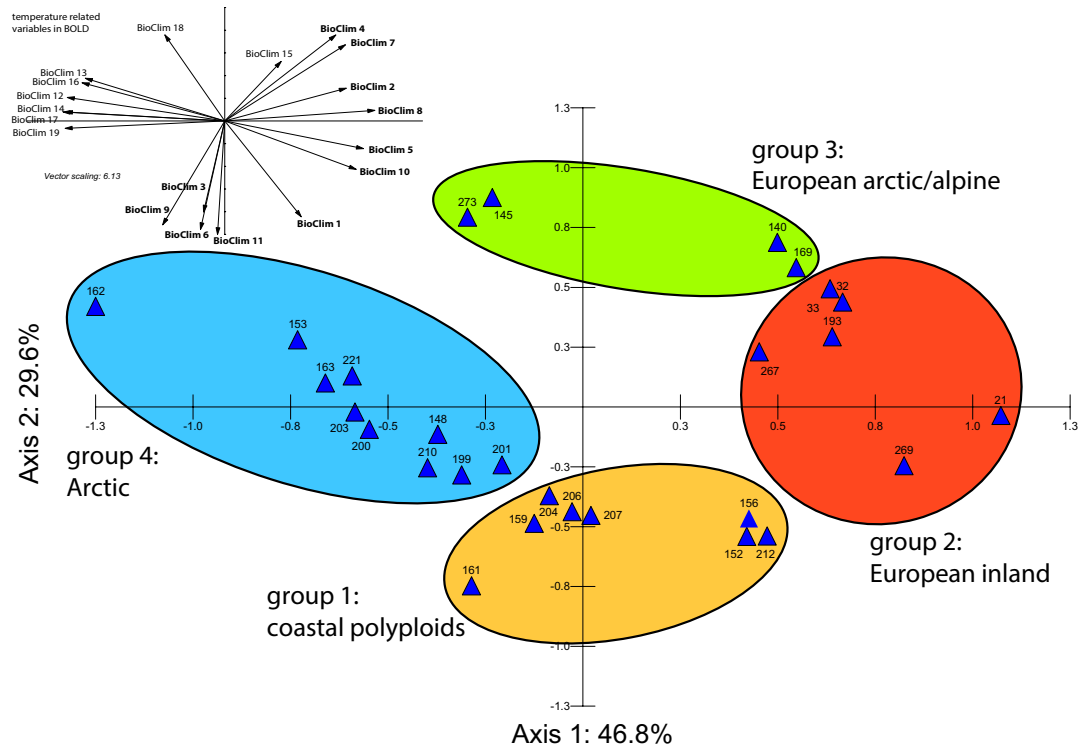 temperature related
variables in BOLD
BioClim 18
BioClim 4
BioClim 7
BioClim 15
BioClim 13
BioClim 16
BioClim 12
BioClim 14
BioClim 17
BioClim 19
BioClim 2
BioClim 8
BioClim 5
BioClim 10
Vector scaling: 6.13
BioClim 3
BioClim 9
BioClim 6
BioClim 11
BioClim 1
1.3
1.0
0.8
0.5
0.3
-0.3
-0.5
-0.8
-1.0
-1.3
group 3:
European arctic/alpine
273
145
140
169
162
153
163
221
203
200
148
210
199
201
32
33
193
267
21
269
-1.3
-1.0
-0.8
-0.5
-0.3
0.3
0.5
0.8
1.0
1.3
Axis 2: 29.6%
group 4:
Arctic
159
204
206
207
156
152
212
161
group 2:
European inland
group 1:
coastal polyploids
Axis 1: 46.8%